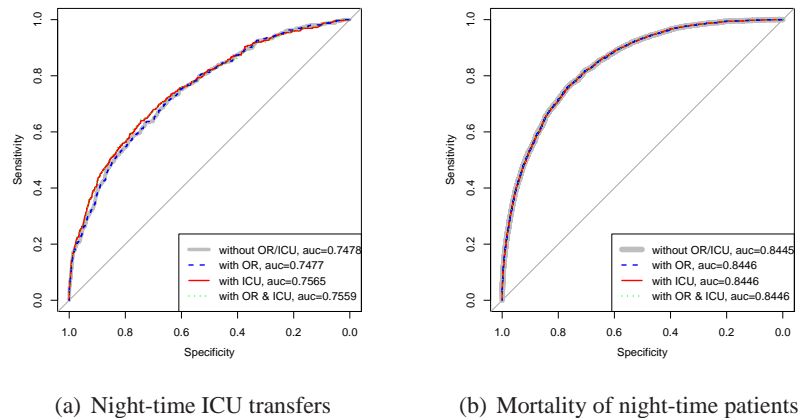 Sensitivity
1.0
0.8
0.6
0.4
0.2
0.0
without OR/ICU, auc=0.7478
with OR, auc=0.7477
with ICU, auc=0.7565
with OR & ICU, auc=0.7559
1.0 0.8 0.6 0.4 0.2 0.0
Specificity
(a) Night-time ICU transfers
Sensitivity
1.0
0.8
0.6
0.4
0.2
0.0
without OR/ICU, auc=0.8445
with OR, auc=0.8446
with ICU, auc=0.8446
with OR & ICU, auc=0.8446
1.0 0.8 0.6 0.4 0.2 0.0
Specificity
(b) Mortality of night-time patients